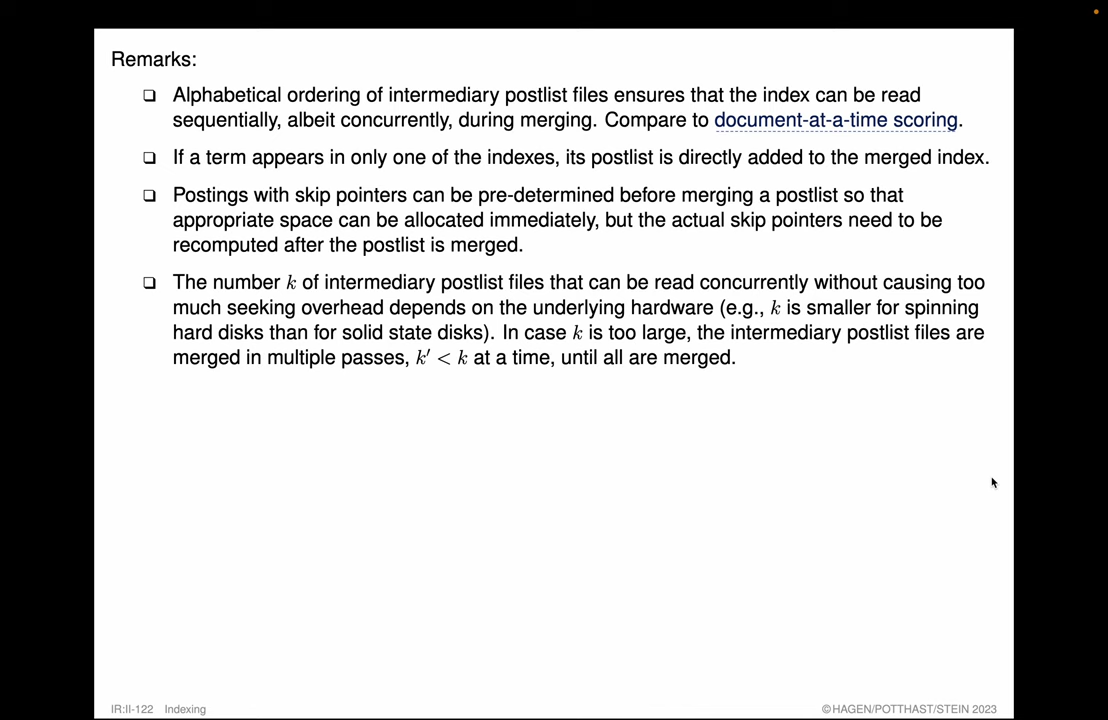 Remarks:
❑ Alphabetical ordering of intermediary postlist files ensures that the index can be read
sequentially, albeit concurrently, during merging. Compare to document-at-a-time scoring.
❑ If a term appears in only one of the indexes, its postlist is directly added to the merged index.
❑ Postings with skip pointers can be pre-determined before merging a postlist so that
appropriate space can be allocated immediately, but the actual skip pointers need to be
recomputed after the postlist is merged.
❑ The number k of intermediary postlist files that can be read concurrently without causing too
much seeking overhead depends on the underlying hardware (e.g., k is smaller for spinning
hard disks than for solid state disks). In case k is too large, the intermediary postlist files are
merged in multiple passes, k′ < k at a time, until all are merged.
IR:II-122 Indexing ©HAGEN/POTTHAST/STEIN 2023